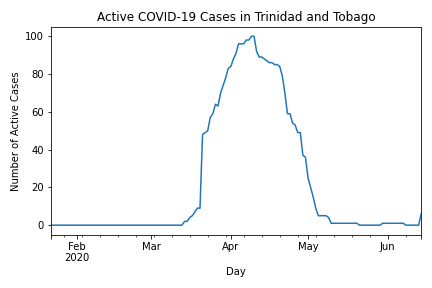 Active COVID-19 Cases in Trinidad and Tobago
Number of Active Cases
100
80
60
40
20
0
Feb
2020
Mar
Apr
May
Jun
Day